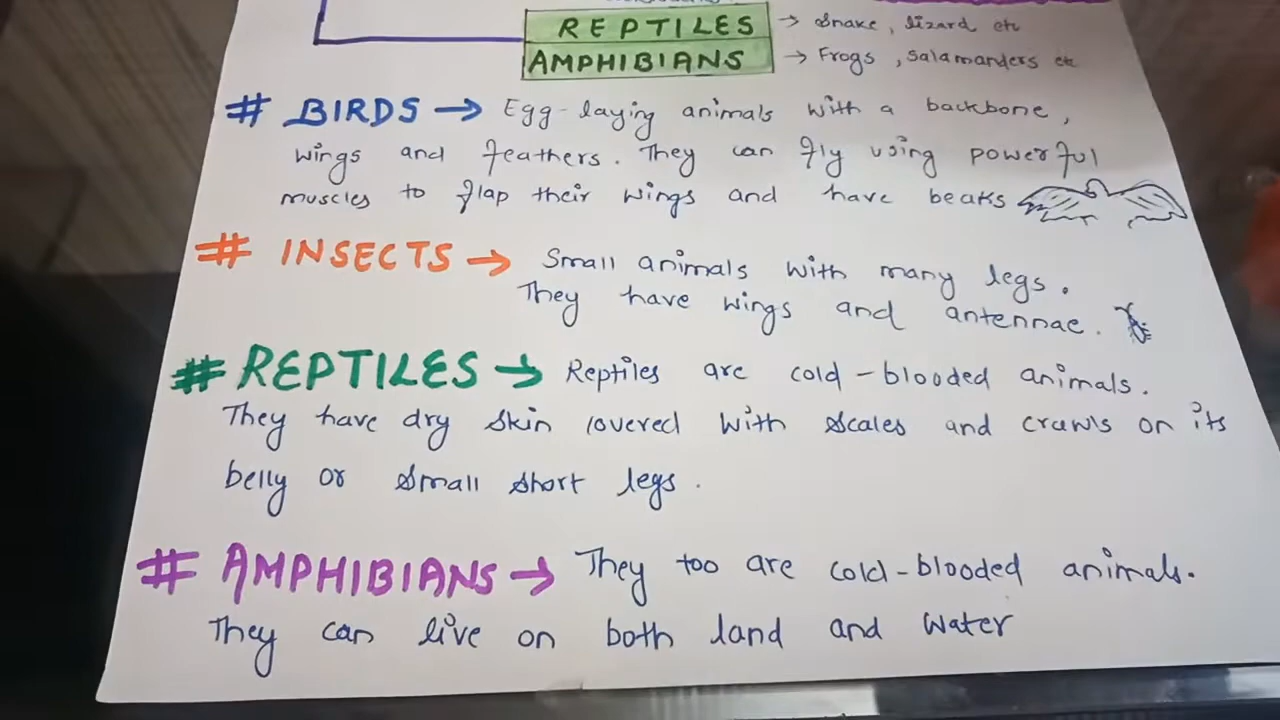 REPTILES → Snake, lizard etc
AMPHIBIANS → Frogs, Salamanders etc
# BIRDS → Egg-laying animals with a backbone,
wings and feathers. They can fly using powerful
muscles to flap their wings and have beaks
# INSECTS → Small animals with many legs.
They have wings and antennae.
# REPTILES → Reptiles are cold-blooded animals.
They have dry skin covered with scales and crawls on its
belly or small short legs.
# AMPHIBIANS → They too are cold-blooded animals.
They can live on both land and water